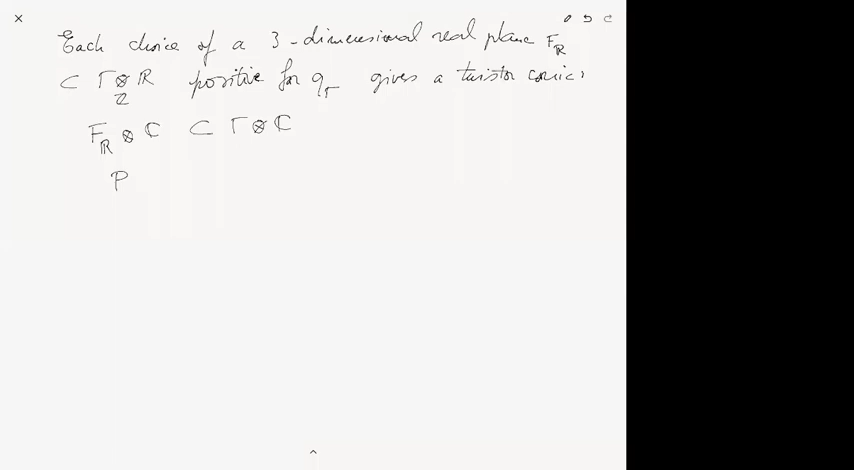 Each choice of a 3-dimensional real plane F_ℝ
⊂ Γ⊗_ℤ ℝ positive for q_Γ gives a twistor conic:
F_ℝ ⊗ ℂ ⊂ Γ⊗ℂ
P